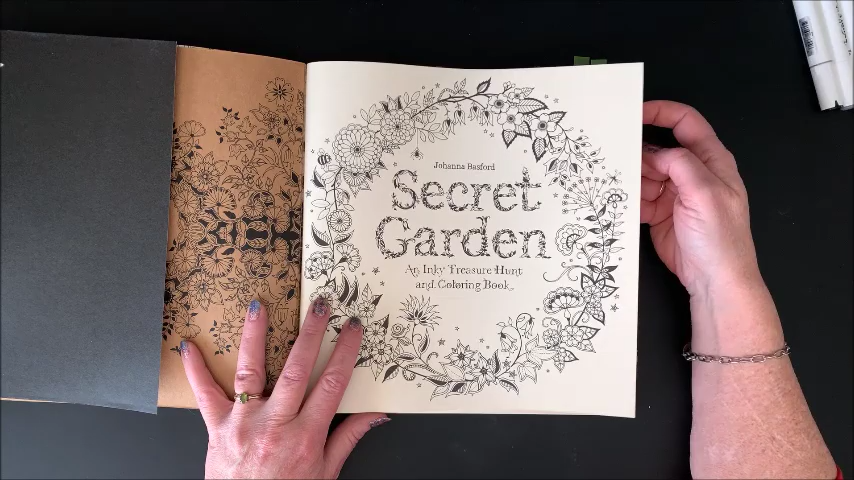 Johanna Basford
Secret
Garden
An Inky Treasure Hunt
and Coloring Book